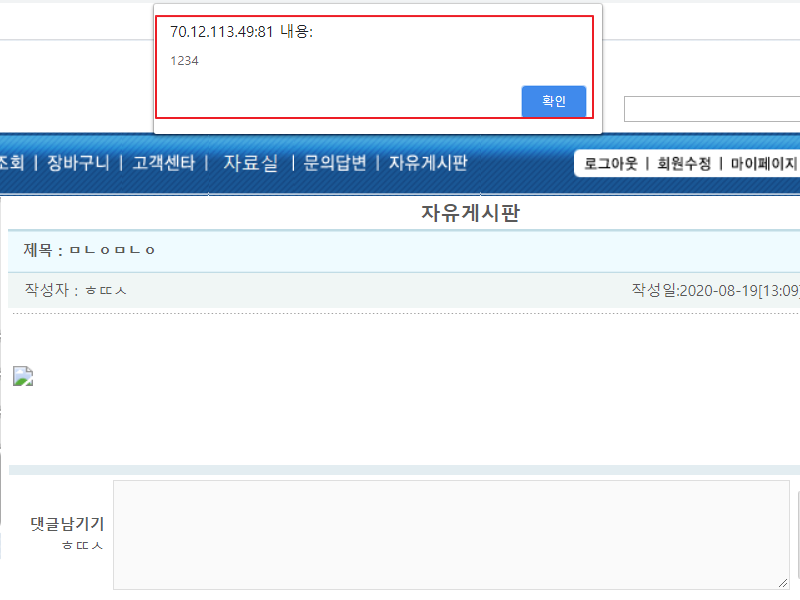 70.12.113.49:81 내용:
1234
확인
조회 | 장바구니 | 고객센타 | 자료실 | 문의답변 | 자유게시판
로그아웃 | 회원수정 | 마이페이지
자유게시판
제목 : ㅁㄴㅇㅁㄴㅇ
작성자 : ㅎㄸㅅ
작성일:2020-08-19[13:09]
댓글남기기
ㅎㄸㅅ